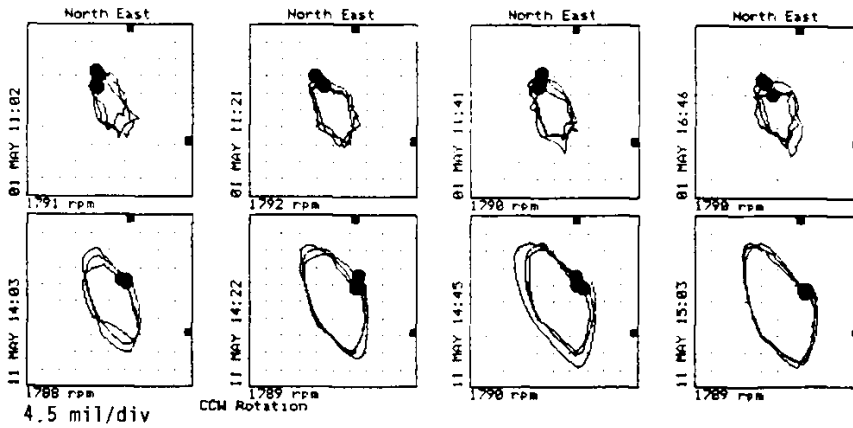 North East
North East
North East
North East
01 MAY 11:02
01 MAY 11:21
01 MAY 11:41
01 MAY 16:46
1791 rpm
1792 rpm
1790 rpm
1790 rpm
11 MAY 14:03
11 MAY 14:22
11 MAY 14:45
11 MAY 15:03
1788 rpm
1789 rpm
1790 rpm
1789 rpm
4.5 mil/div
CCW Rotation